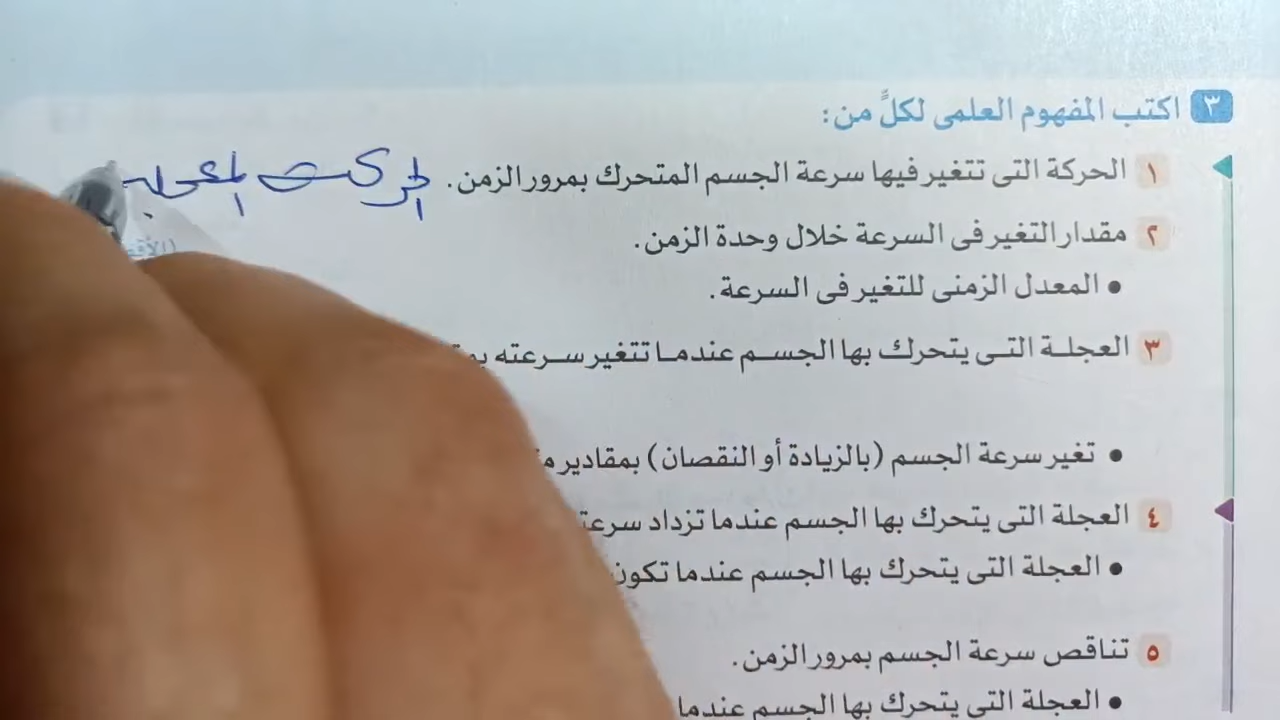 ٣ اكتب المفهوم العلمى لكلٍّ من:
١ الحركة التى تتغير فيها سرعة الجسم المتحرك بمرور الزمن. الحركة المعجلة
٢ مقدار التغير فى السرعة خلال وحدة الزمن.
• المعدل الزمنى للتغير فى السرعة.
٣ العجلة التى يتحرك بها الجسم عندما تتغير سرعته
• تغير سرعة الجسم (بالزيادة أو النقصان) بمقادير
٤ العجلة التى يتحرك بها الجسم عندما تزداد
• العجلة التى يتحرك بها الجسم عندما تكون
٥ تناقص سرعة الجسم بمرور الزمن.
• العجلة التى يتحرك بها الجسم عندما